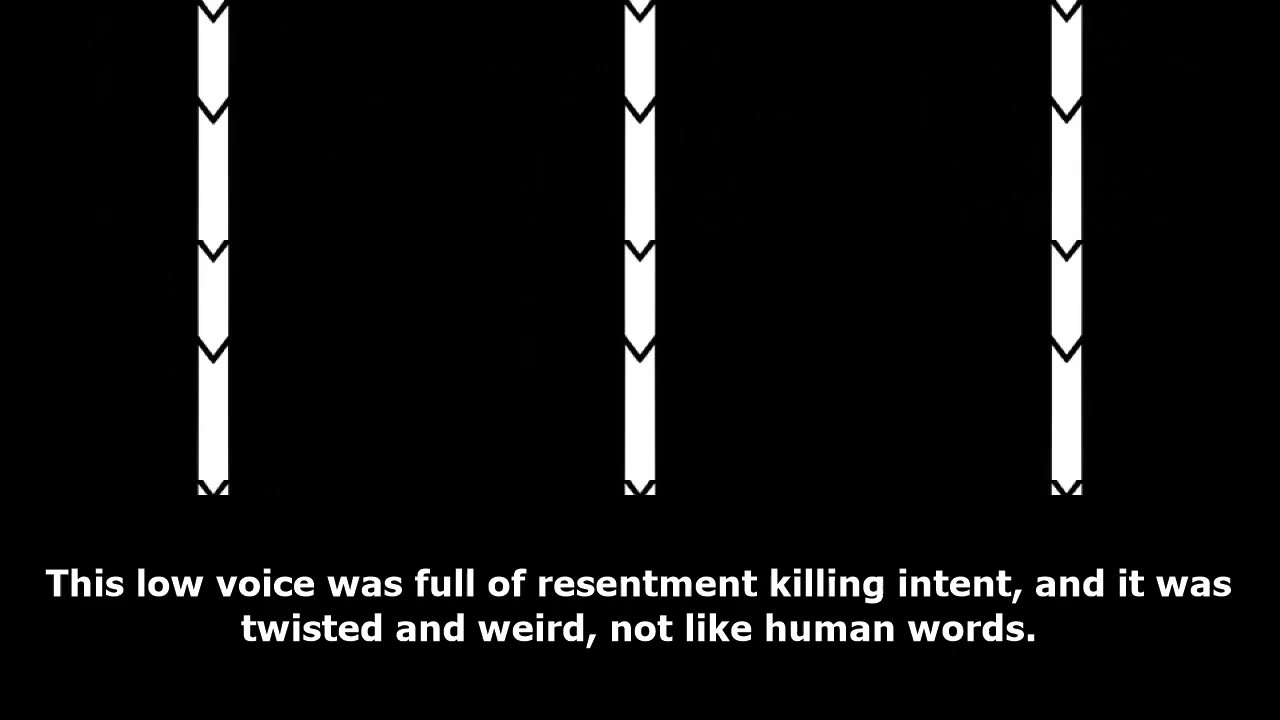 This low voice was full of resentment killing intent, and it was
twisted and weird, not like human words.